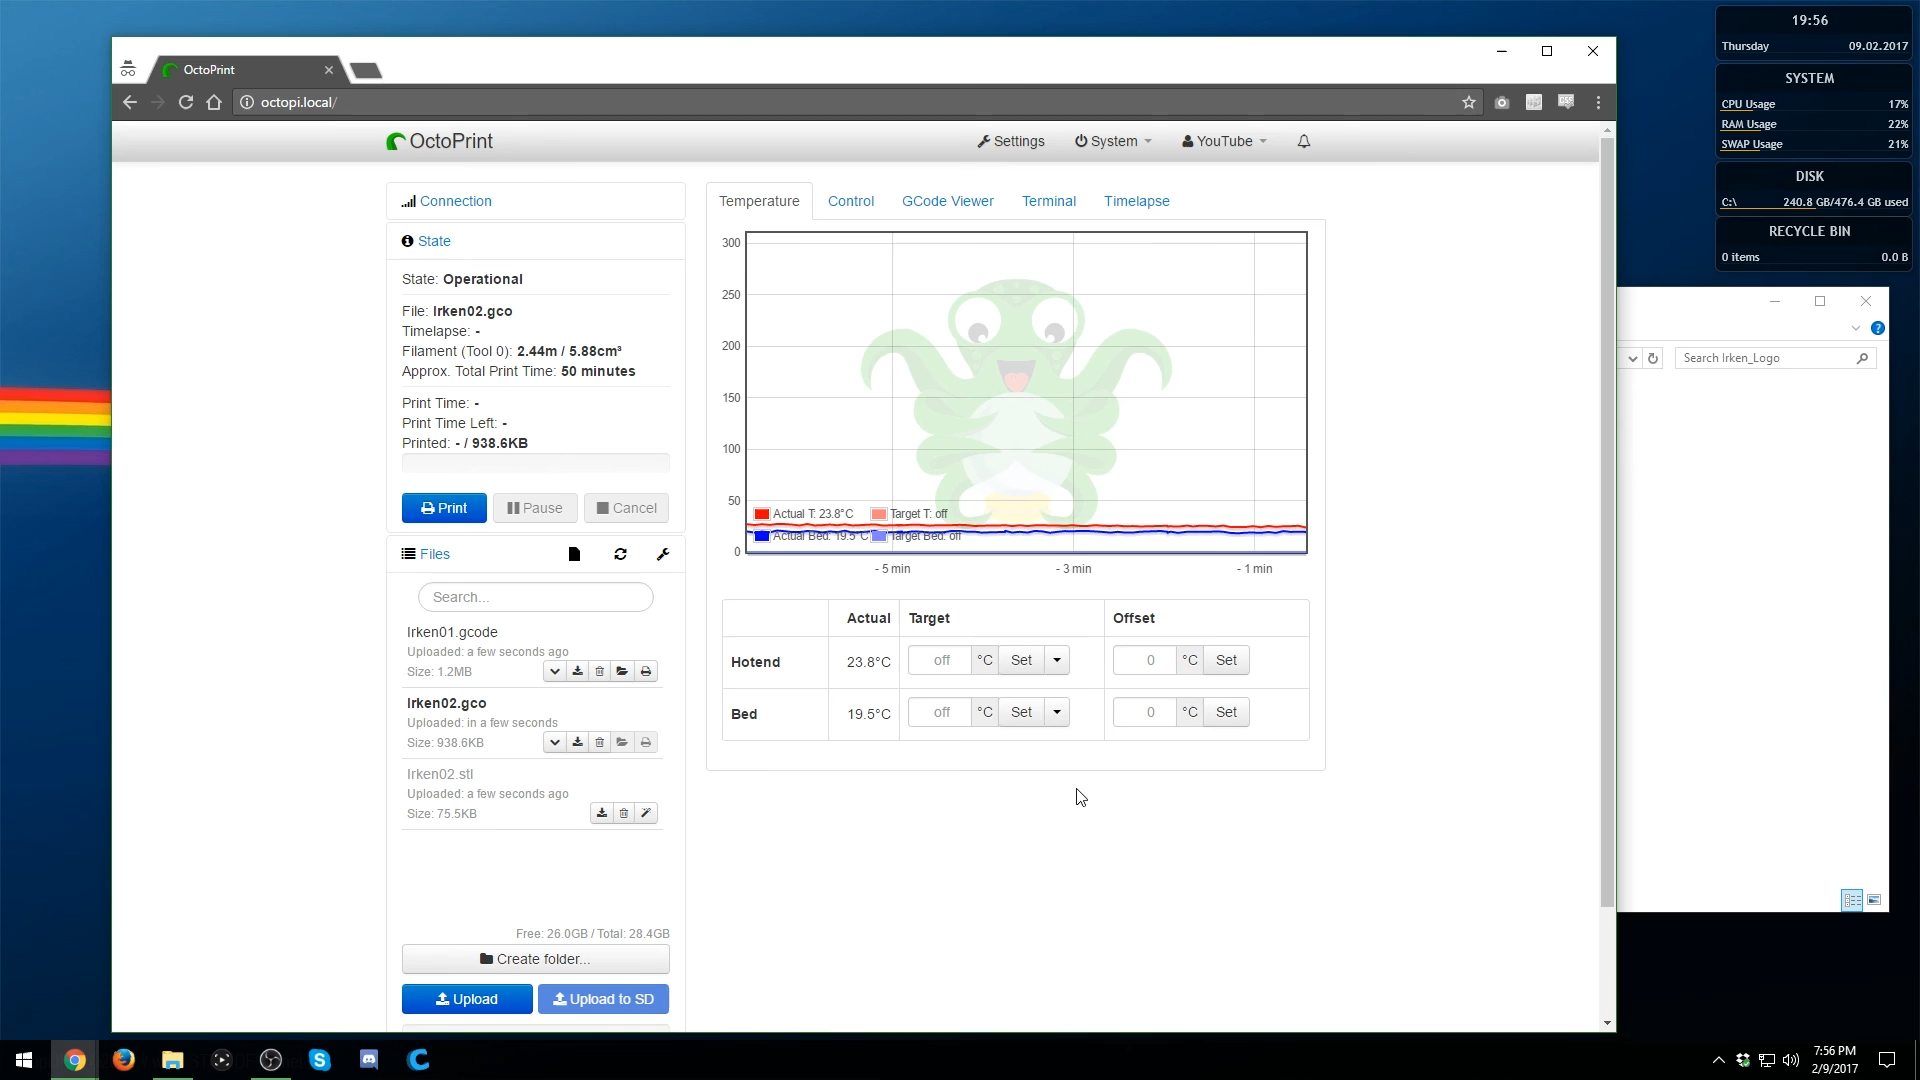 19:56
Thursday 09.02.2017
SYSTEM
CPU Usage 17%
RAM Usage 22%
SWAP Usage 21%
DISK
C:\ 240.8 GB/476.4 GB used
RECYCLE BIN
0 items 0.0 B
OctoPrint
octopi.local/
OctoPrint
Settings
System
YouTube
Connection
State
State: Operational
File: Irken02.gco
Timelapse: -
Filament (Tool 0): 2.44m / 5.88cm³
Approx. Total Print Time: 50 minutes
Print Time: -
Print Time Left: -
Printed: - / 938.6KB
Print
Pause
Cancel
Files
Search...
Irken01.gcode
Uploaded: a few seconds ago
Size: 1.2MB
Irken02.gco
Uploaded: in a few seconds
Size: 938.6KB
Irken02.stl
Uploaded: a few seconds ago
Size: 75.5KB
Free: 26.0GB / Total: 28.4GB
Create folder...
Upload
Upload to SD
Temperature
Control
GCode Viewer
Terminal
Timelapse
300
250
200
150
100
50
0
Actual T: 23.8°C
Target T: off
Actual Bed: 19.5°C
Target Bed: off
- 5 min
- 3 min
- 1 min
Actual Target Offset
Hotend 23.8°C off °C Set 0 °C Set
Bed 19.5°C off °C Set 0 °C Set
Search Irken_Logo
7:56 PM
2/9/2017